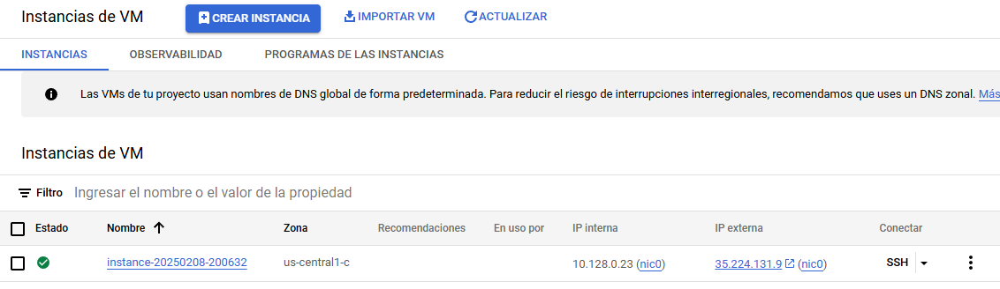 Instancias de VM CREAR INSTANCIA IMPORTAR VM ACTUALIZAR
INSTANCIAS OBSERVABILIDAD PROGRAMAS DE LAS INSTANCIAS
Las VMs de tu proyecto usan nombres de DNS global de forma predeterminada. Para reducir el riesgo de interrupciones interregionales, recomendamos que uses un DNS zonal. Más
Instancias de VM
Filtro Ingresar el nombre o el valor de la propiedad
Estado Nombre Zona Recomendaciones En uso por IP interna IP externa Conectar
instance-20250208-200632 us-central1-c 10.128.0.23 (nic0) 35.224.131.9 (nic0) SSH